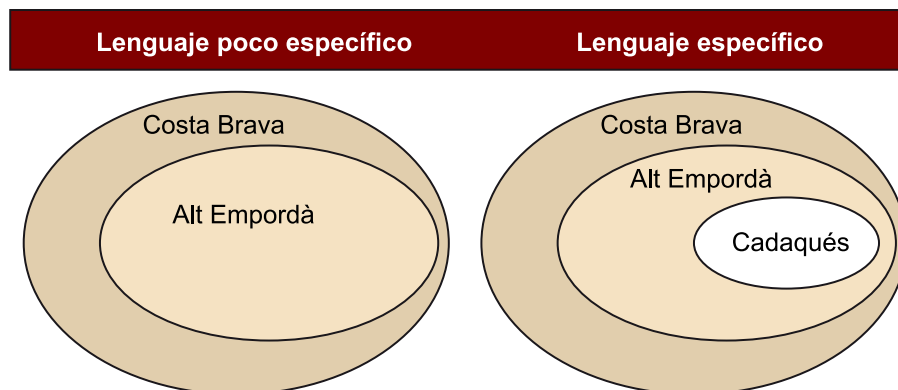 Lenguaje poco específico
Lenguaje específico
Costa Brava
Alt Empordà
Costa Brava
Alt Empordà
Cadaqués